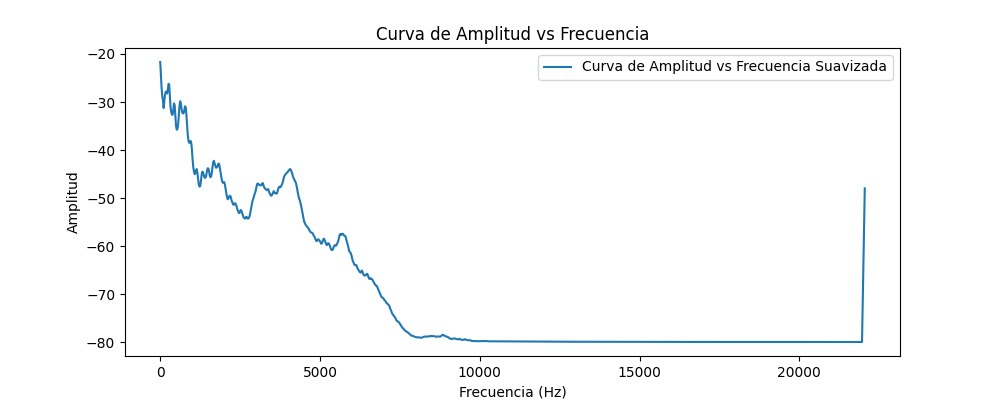 Curva de Amplitud vs Frecuencia
Curva de Amplitud vs Frecuencia Suavizada
Amplitud
−20
−30
−40
−50
−60
−70
−80
0 5000 10000 15000 20000
Frecuencia (Hz)